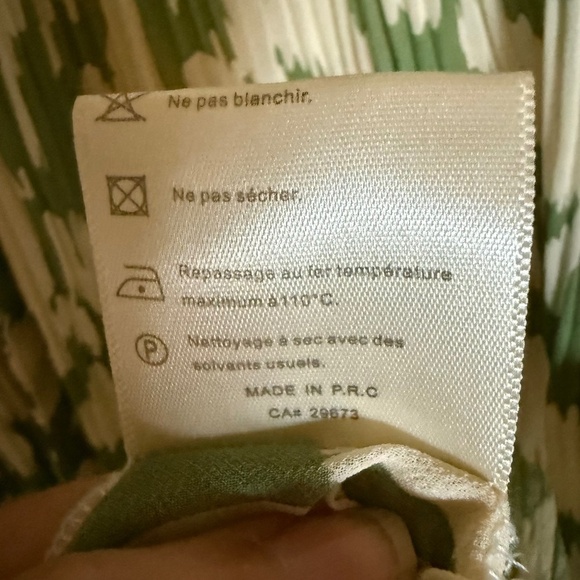 Ne pas blanchir.
Ne pas sécher.
Repassage au fer température
maximum à110°C.
P
Nettoyage à sec avec des
solvants usuels.
MADE IN P.R.C
CA# 29673